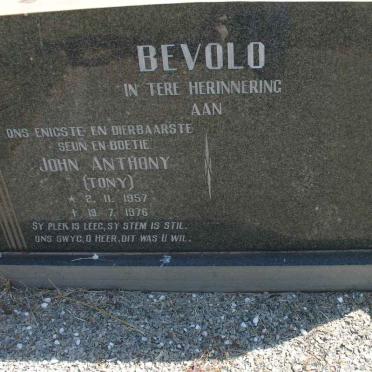 BEVOLO
IN TERE HERINNERING
AAN
ONS ENIGSTE EN DIERBAARSTE
SEUN EN BOETIE
JOHN ANTHONY
(TONY)
* 2. 11. 1957
† 19. 7. 1976
SY PLEK IS LEEG, SY STEM IS STIL.
ONS SWYG, O HEER, DIT WAS U WIL.